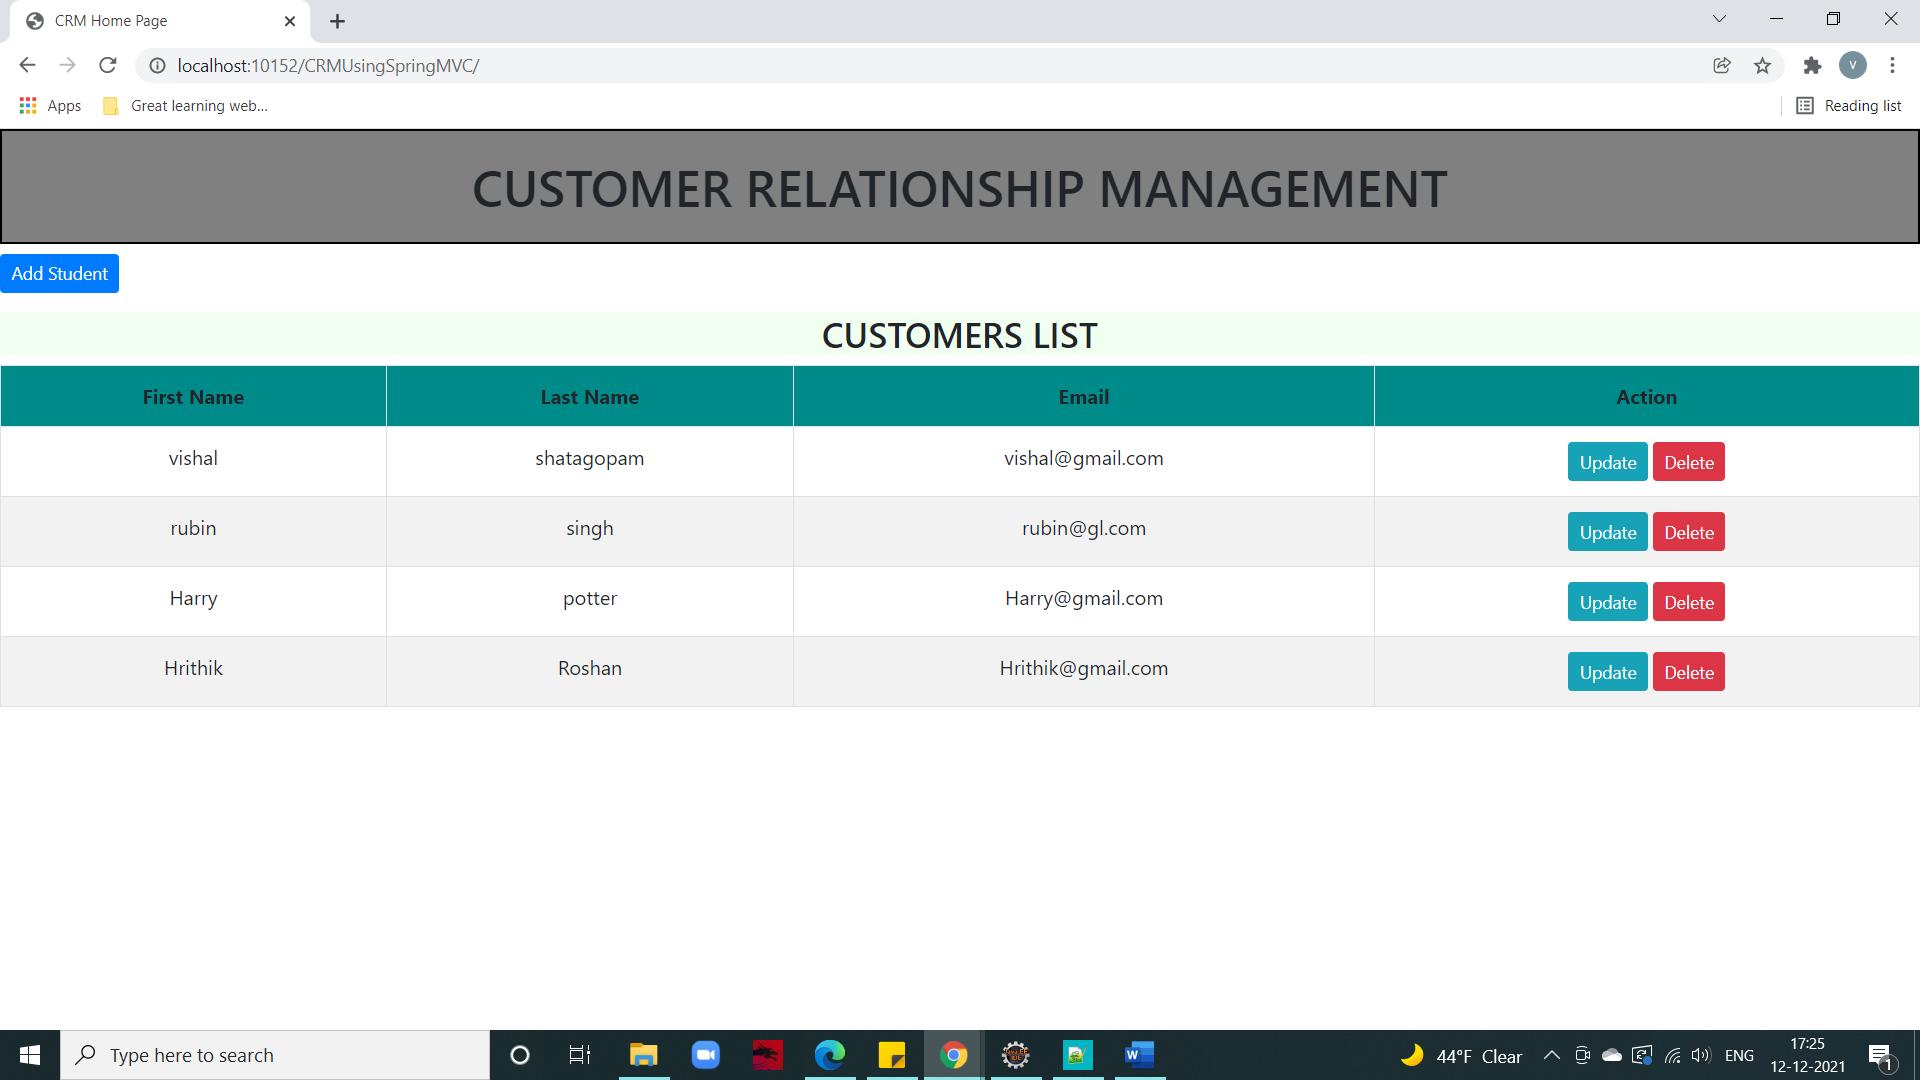 CRM Home Page
localhost:10152/CRMUsingSpringMVC/
V
Apps
Great learning web...
Reading list
CUSTOMER RELATIONSHIP MANAGEMENT
Add Student
CUSTOMERS LIST
First Name Last Name Email Action
vishal shatagopam vishal@gmail.com Update Delete
rubin singh rubin@gl.com Update Delete
Harry potter Harry@gmail.com Update Delete
Hrithik Roshan Hrithik@gmail.com Update Delete
Type here to search
W
44°F Clear
ENG
17:25
12-12-2021
1